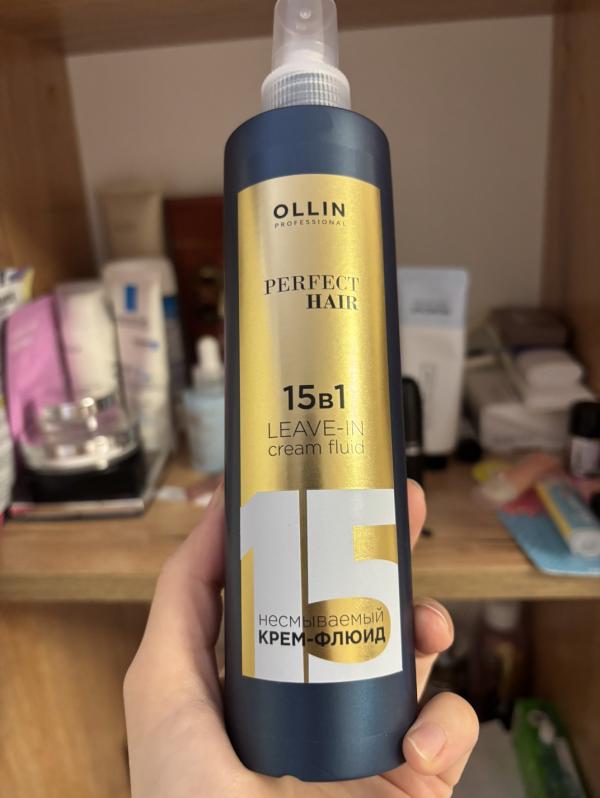 OLLIN
PROFESSIONAL
PERFECT
HAIR
15в1
LEAVE-IN
cream fluid
15
несмываемый
КРЕМ-ФЛЮИД